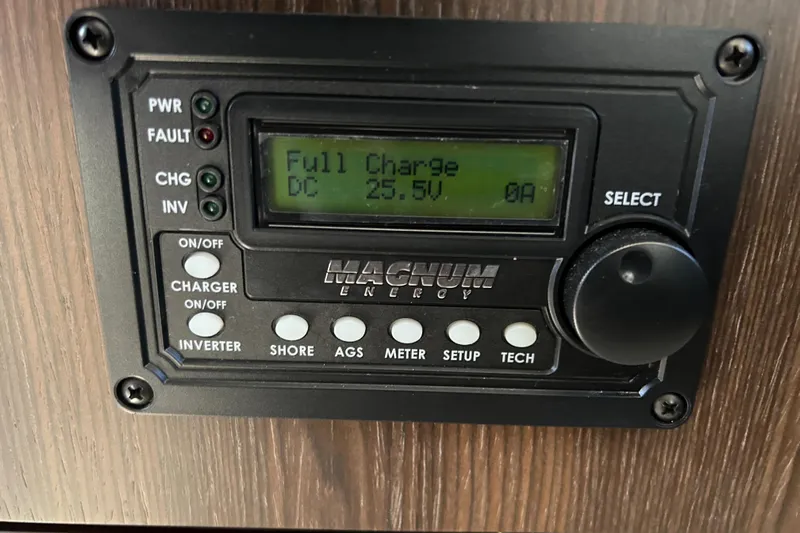 PWR
FAULT
CHG
INV
Full Charge
DC 25.5V 0A
SELECT
ON/OFF
CHARGER
ON/OFF
INVERTER
MAGNUM
ENERGY
SHORE AGS METER SETUP TECH